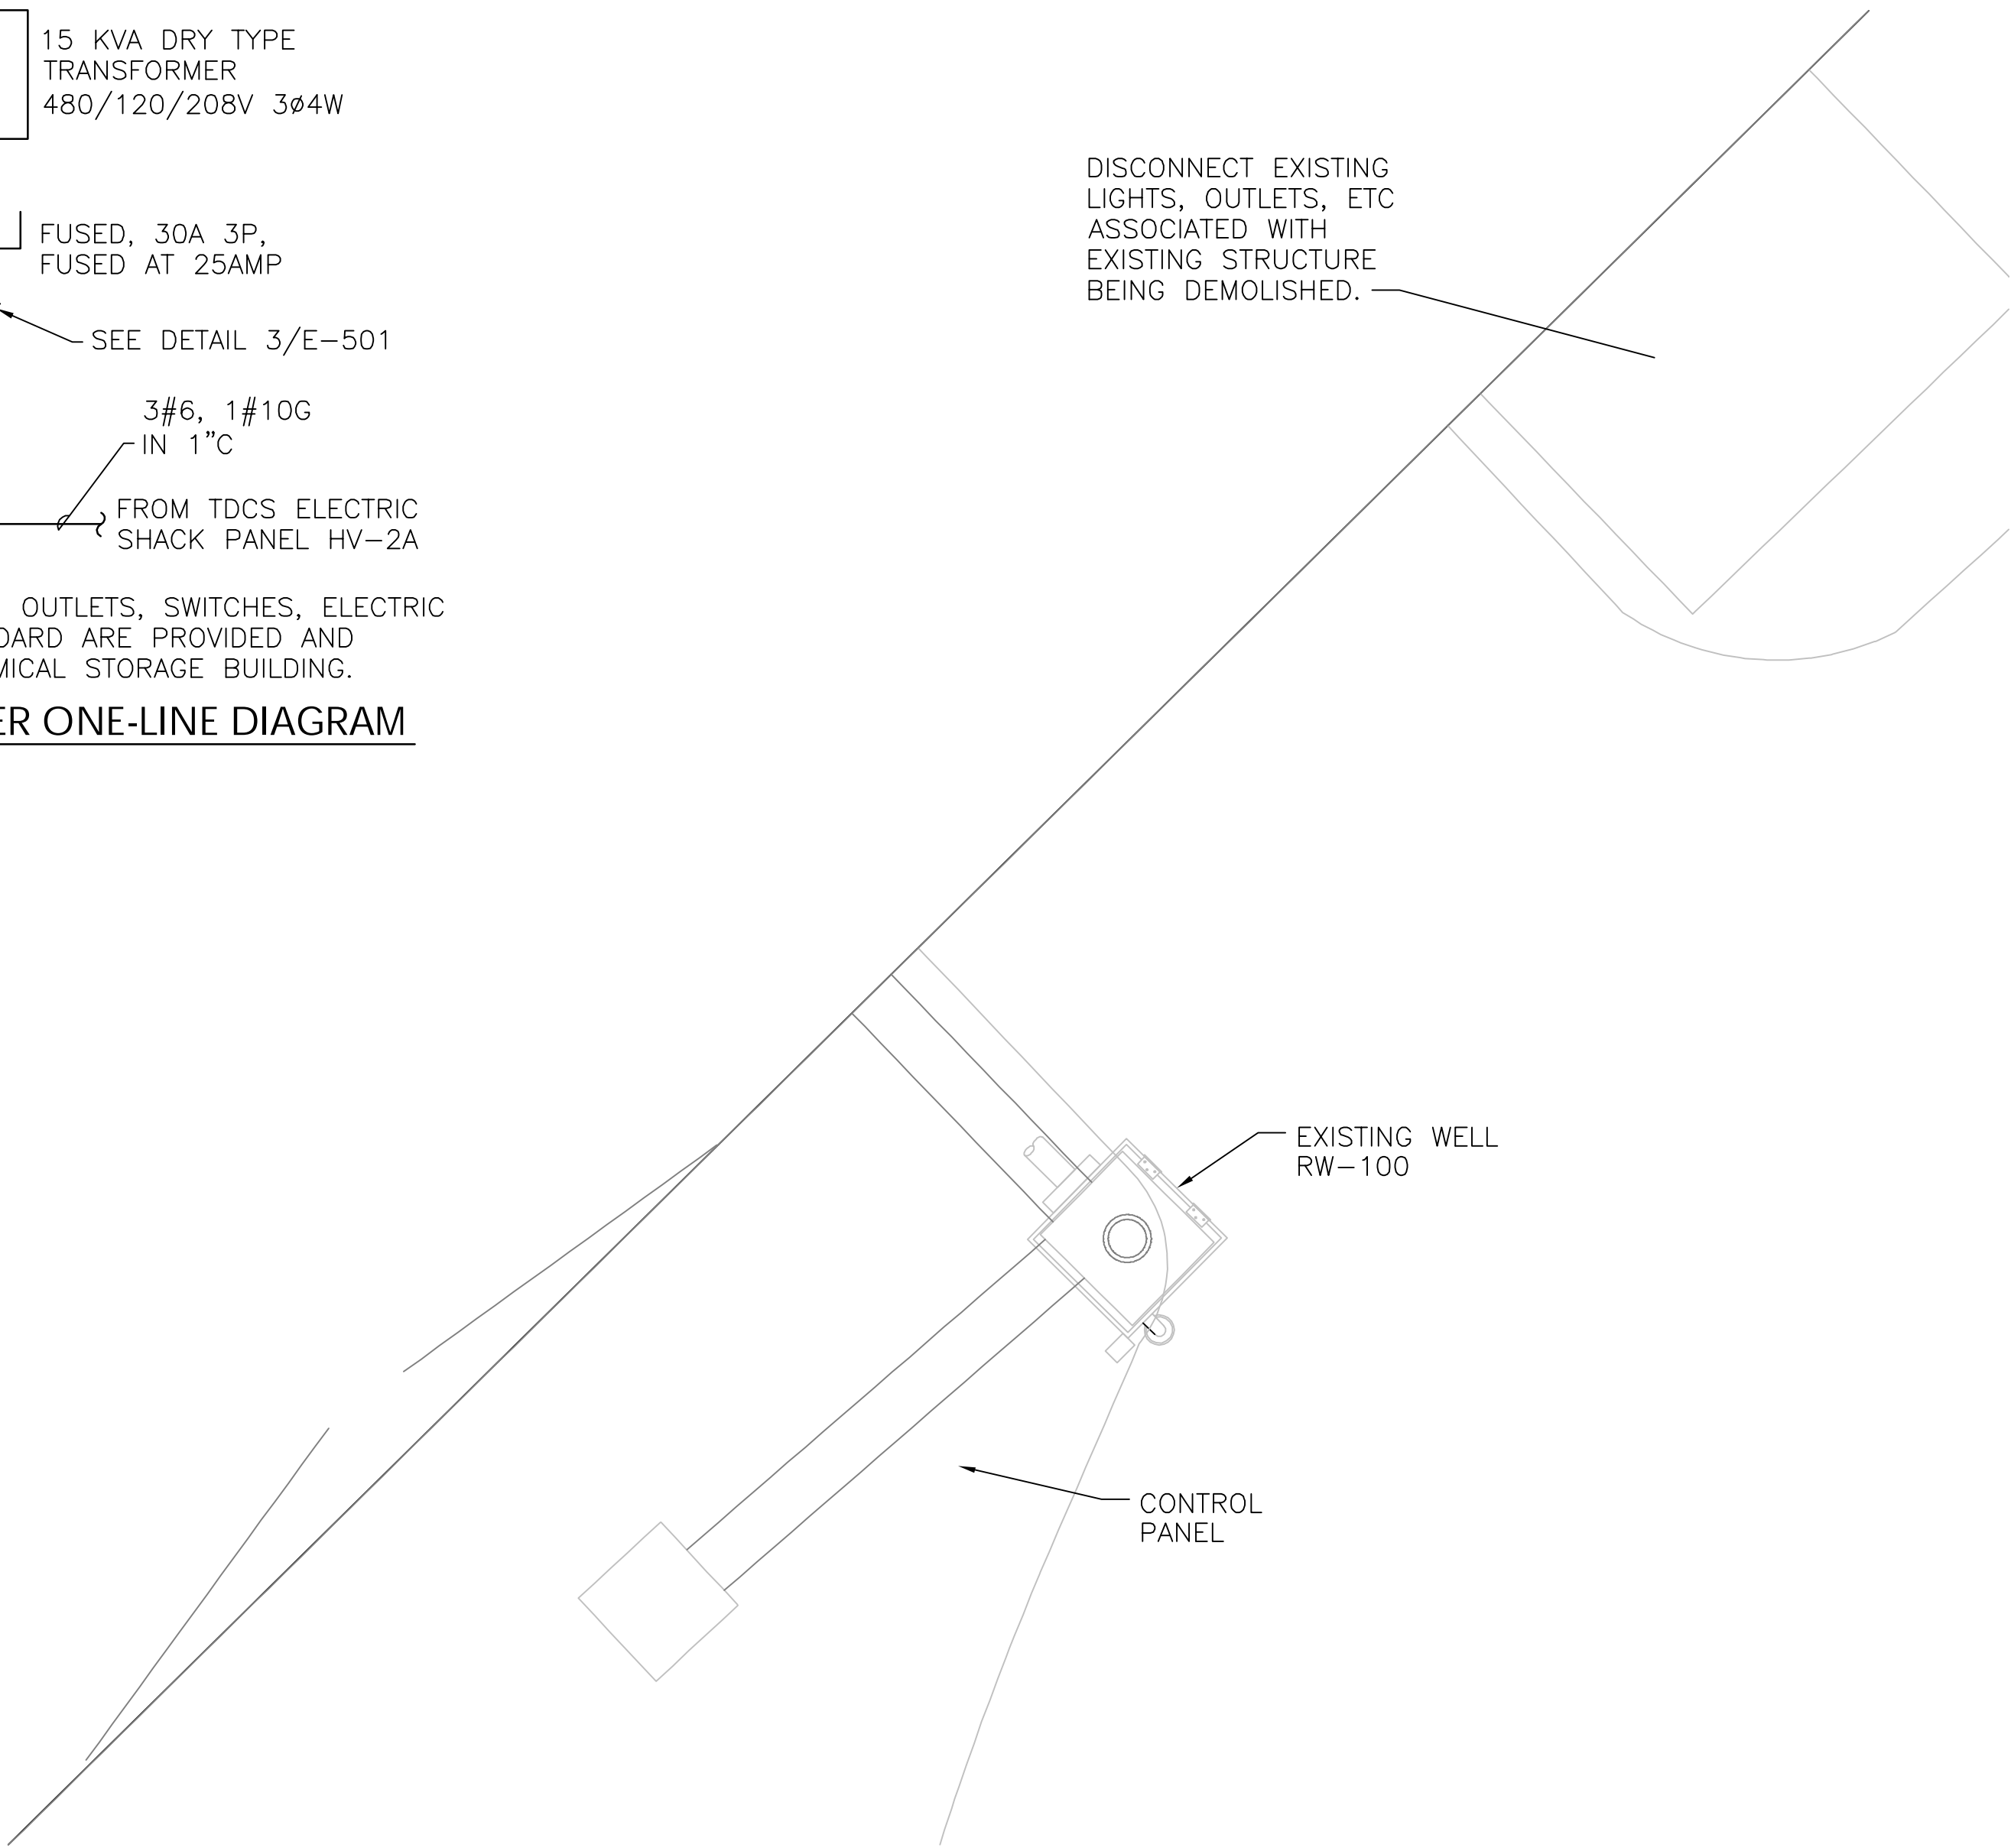 15 KVA DRY TYPE
TRANSFORMER
480/120/208V 3ø4W
FUSED, 30A 3P,
FUSED AT 25AMP
SEE DETAIL 3/E-501
3#6, 1#10G
IN 1"C
FROM TDCS ELECTRIC
SHACK PANEL HV-2A
OUTLETS, SWITCHES, ELECTRIC
OARD ARE PROVIDED AND
MICAL STORAGE BUILDING.
ER ONE-LINE DIAGRAM
DISCONNECT EXISTING
LIGHTS, OUTLETS, ETC
ASSOCIATED WITH
EXISTING STRUCTURE
BEING DEMOLISHED.
EXISTING WELL
RW-100
CONTROL
PANEL